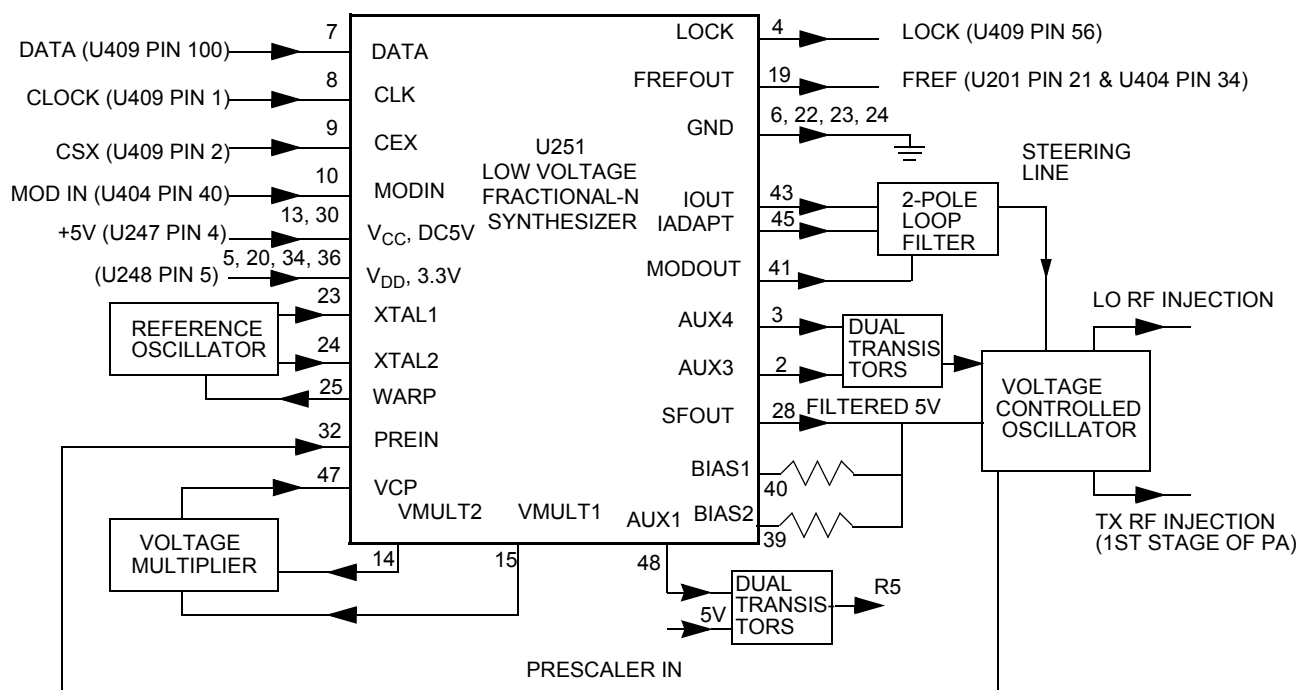 7
DATA (U409 PIN 100)
DATA
8
CLOCK (U409 PIN 1)
CLK
9
CSX (U409 PIN 2)
CEX
10
MOD IN (U404 PIN 40)
MODIN
13, 30
+5V (U247 PIN 4)
VCC, DC5V
5, 20, 34, 36
(U248 PIN 5)
VDD, 3.3V
23
XTAL1
REFERENCE
OSCILLATOR
24
XTAL2
25
WARP
32
PREIN
47
VCP
VOLTAGE
MULTIPLIER
VMULT2
14
VMULT1
15
AUX1
48
U251
LOW VOLTAGE
FRACTIONAL-N
SYNTHESIZER
LOCK
4
LOCK (U409 PIN 56)
FREFOUT
19
FREF (U201 PIN 21 & U404 PIN 34)
GND
6, 22, 23, 24
IOUT
43
IADAPT
45
2-POLE
LOOP
FILTER
STEERING
LINE
MODOUT
41
AUX4
3
AUX3
2
DUAL
TRANSIS
TORS
SFOUT
28
FILTERED 5V
BIAS1
40
BIAS2
39
LO RF INJECTION
VOLTAGE
CONTROLLED
OSCILLATOR
TX RF INJECTION
(1ST STAGE OF PA)
5V
DUAL
TRANSIS-
TORS
R5
PRESCALER IN